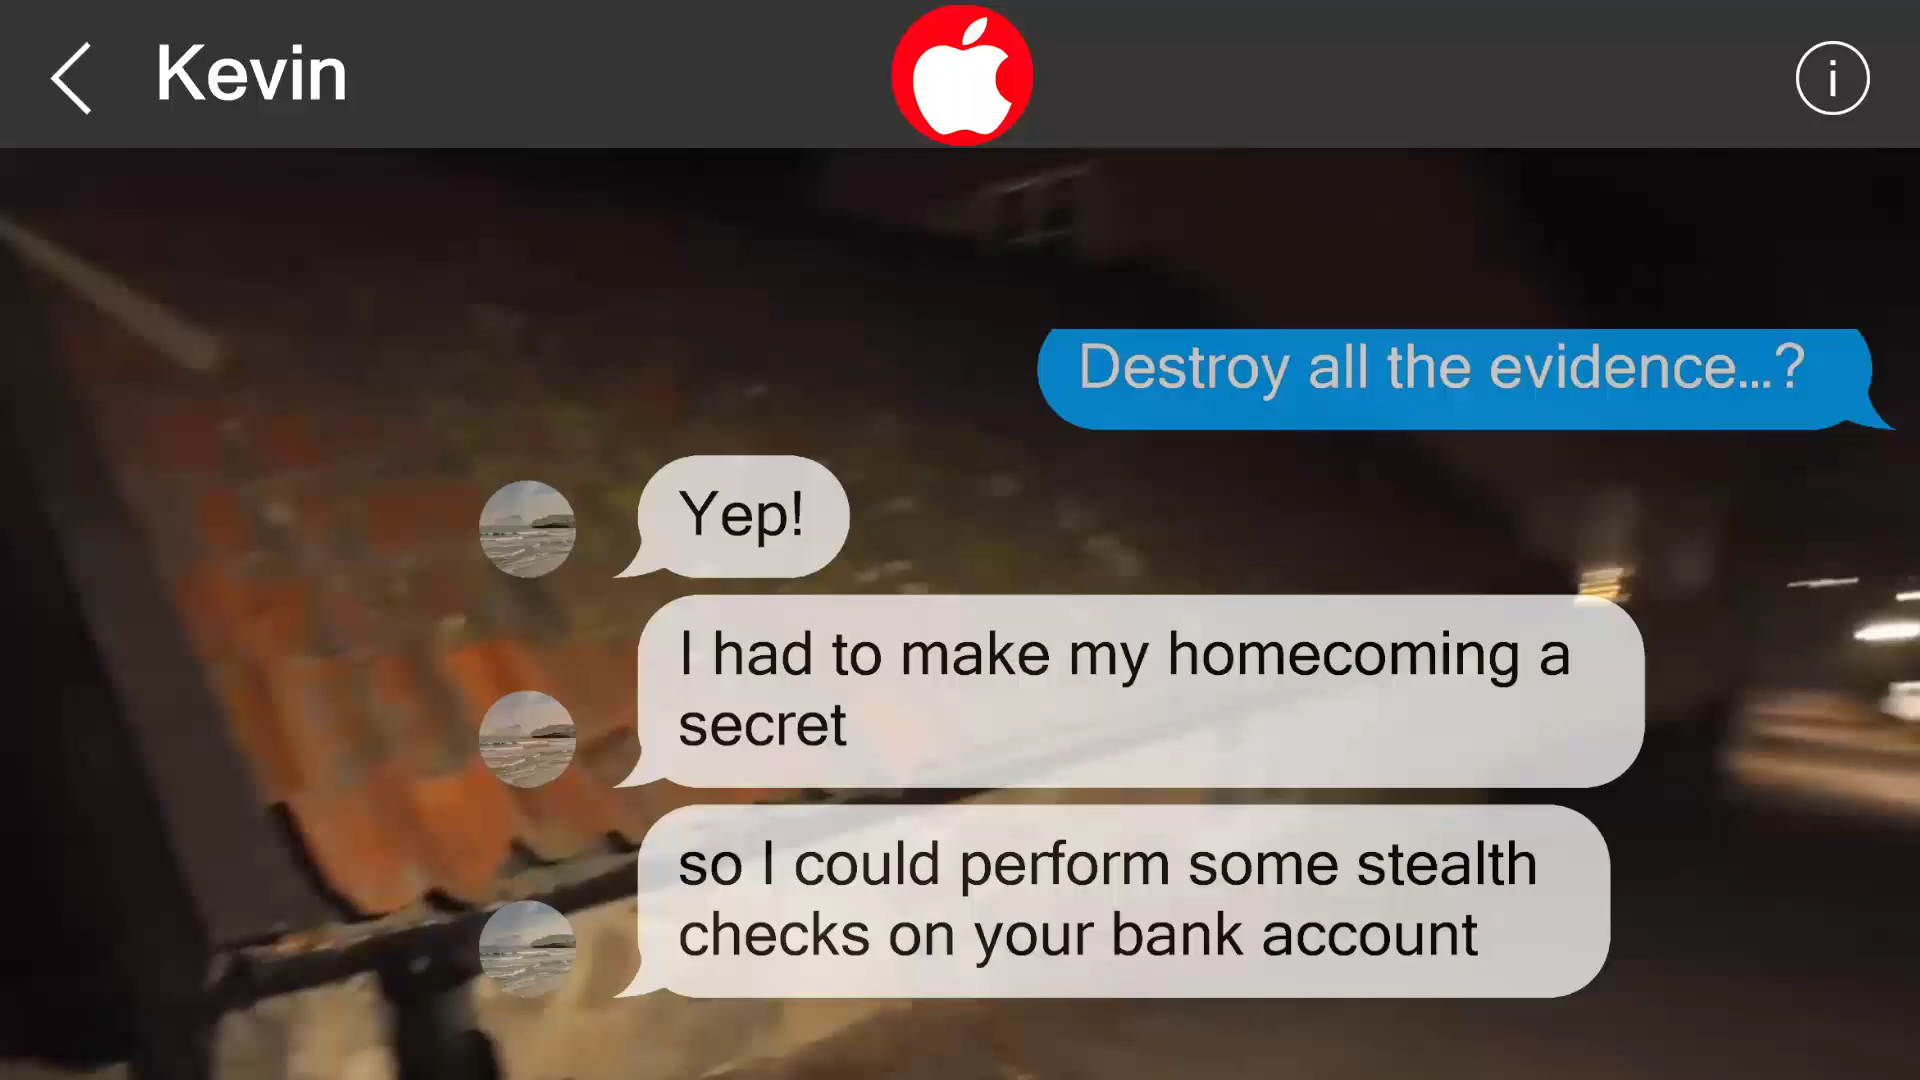 Kevin
i
Destroy all the evidence...?
Yep!
I had to make my homecoming a
secret
so I could perform some stealth
checks on your bank account